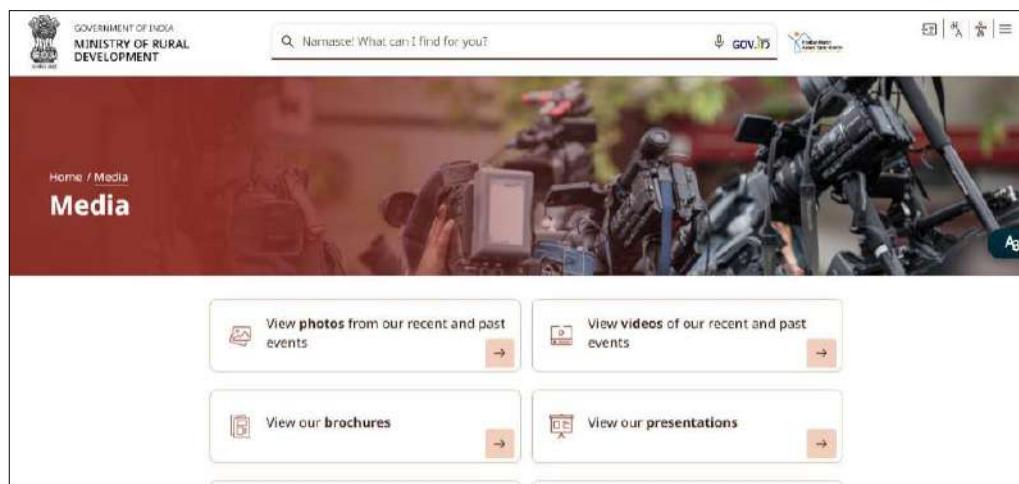 GOVERNMENT OF INDIA
MINISTRY OF RURAL
DEVELOPMENT
Namaste! What can I find for you?
GOV.in
Home / Media
Media
View photos from our recent and past
events
View videos of our recent and past
events
View our brochures
View our presentations